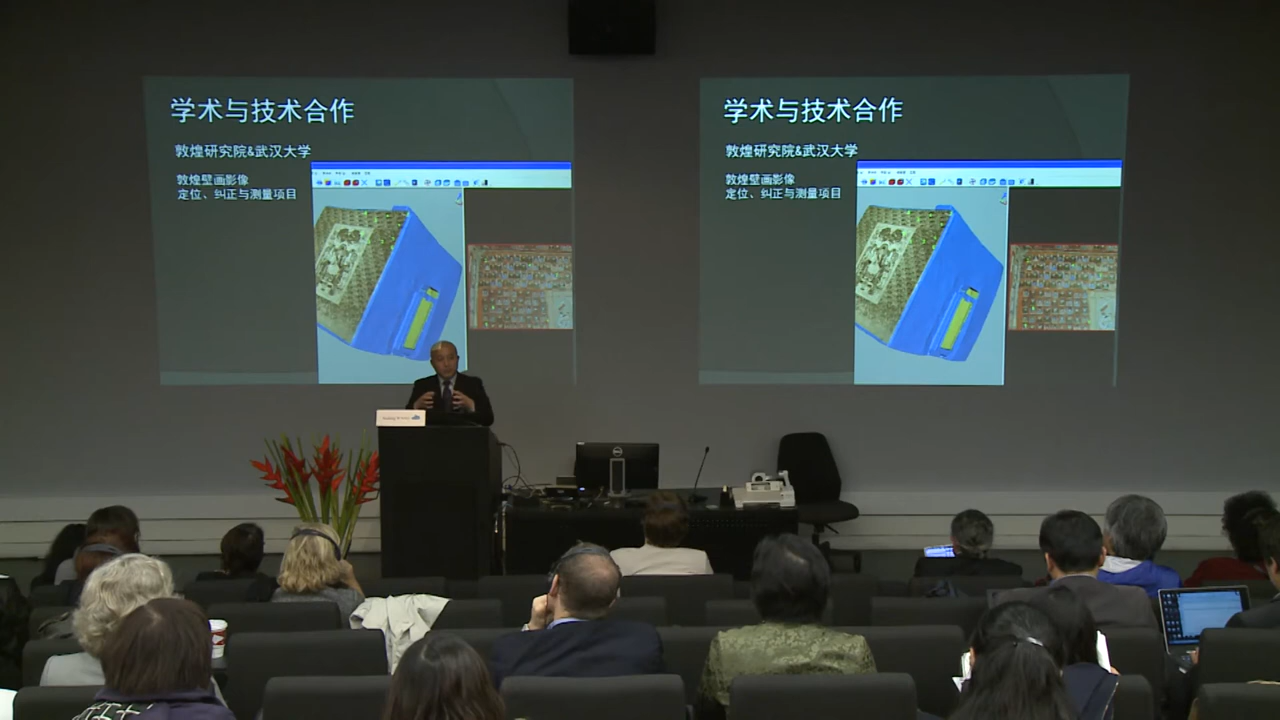 学术与技术合作
敦煌研究院&武汉大学
敦煌壁画影像
定位、纠正与测量项目
学术与技术合作
敦煌研究院&武汉大学
敦煌壁画影像
定位、纠正与测量项目
DELL